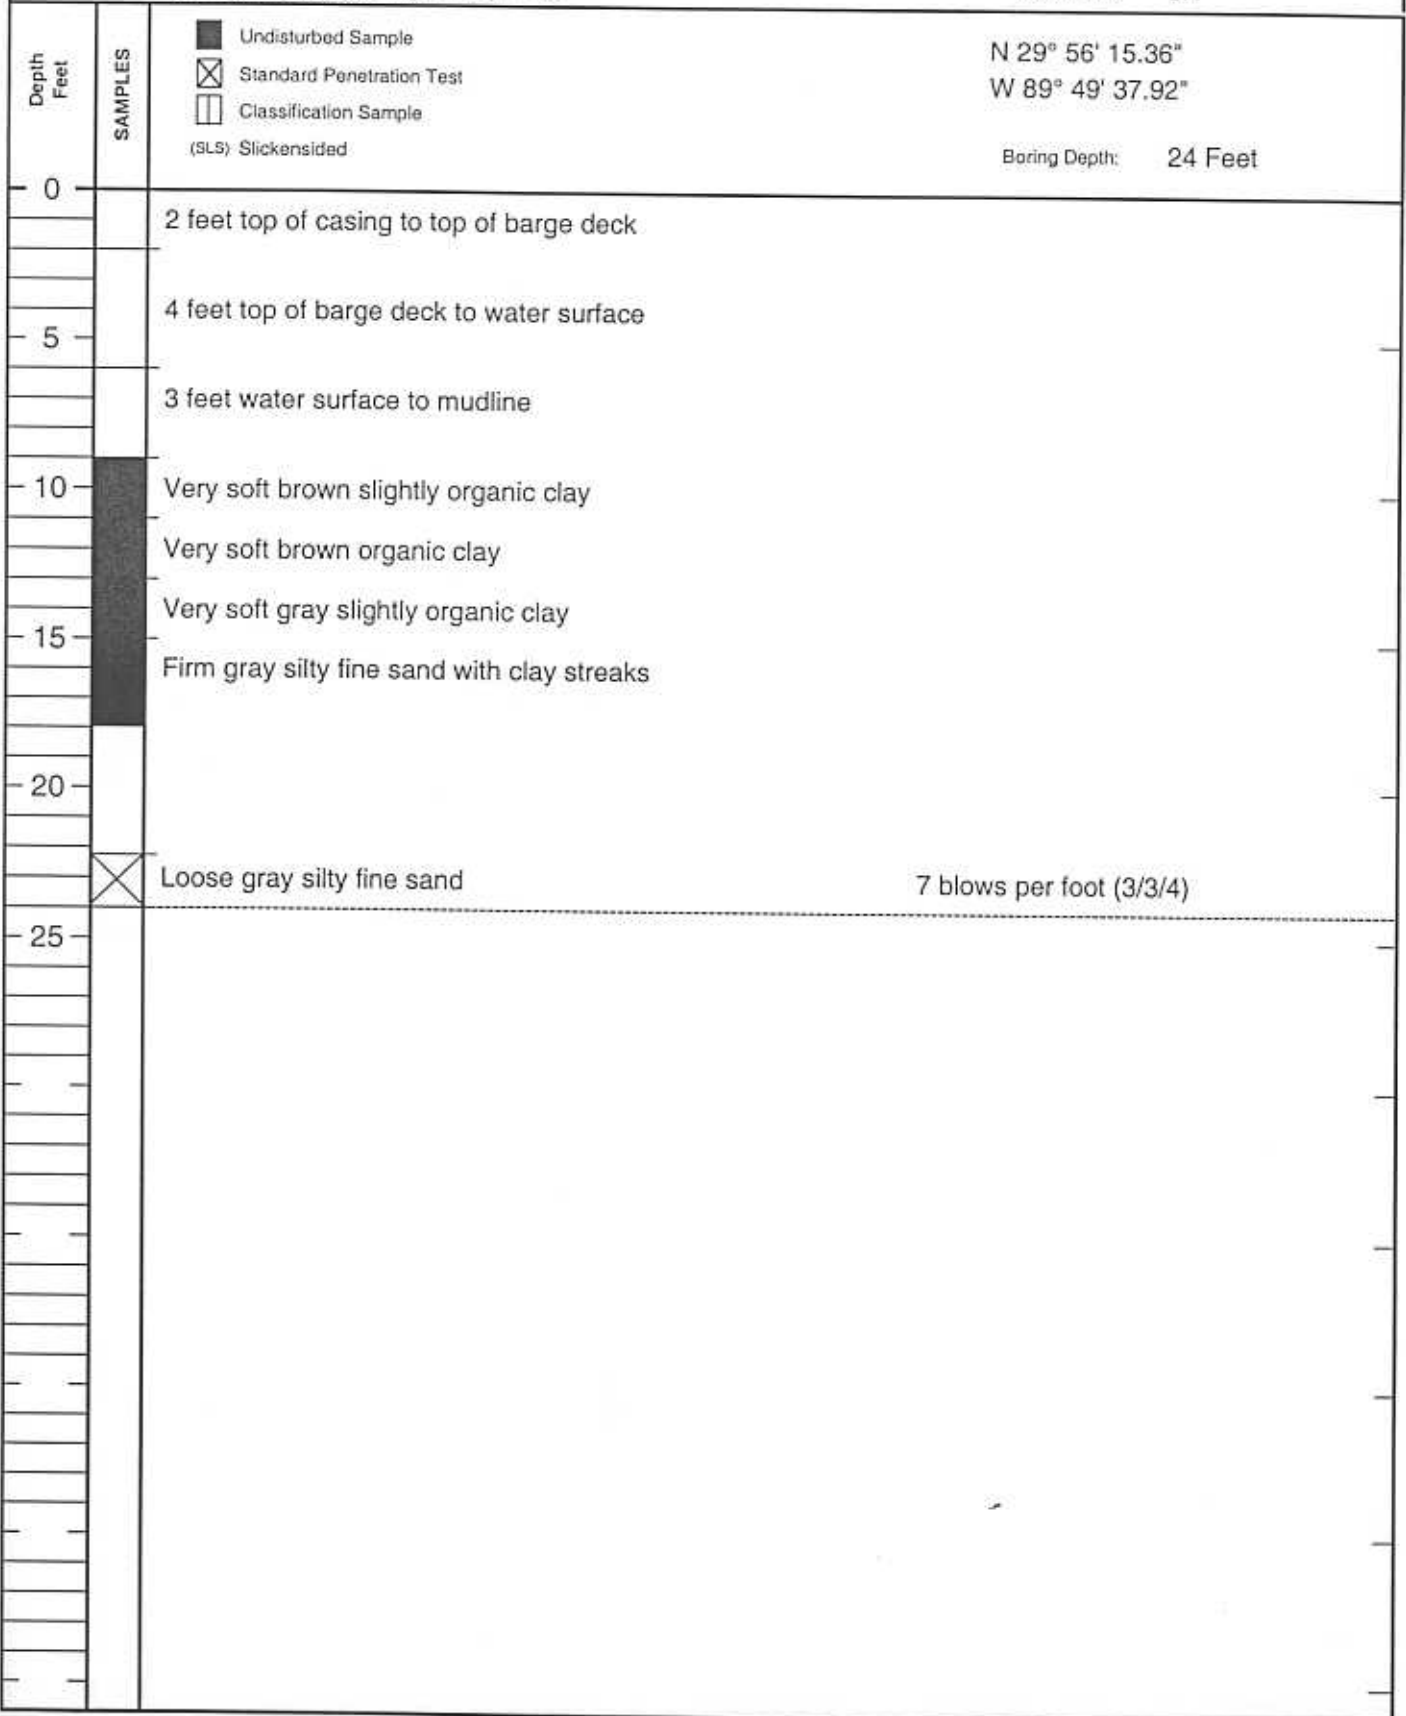 Depth
Feet
SAMPLES
Undisturbed Sample
Standard Penetration Test
Classification Sample
(SLS) Slickensided
N 29° 56' 15.36"
W 89° 49' 37.92"
Boring Depth: 24 Feet
0
2 feet top of casing to top of barge deck
4 feet top of barge deck to water surface
5
3 feet water surface to mudline
10 Very soft brown slightly organic clay
Very soft brown organic clay
Very soft gray slightly organic clay
15
Firm gray silty fine sand with clay streaks
20
Loose gray silty fine sand 7 blows per foot (3/3/4)
25